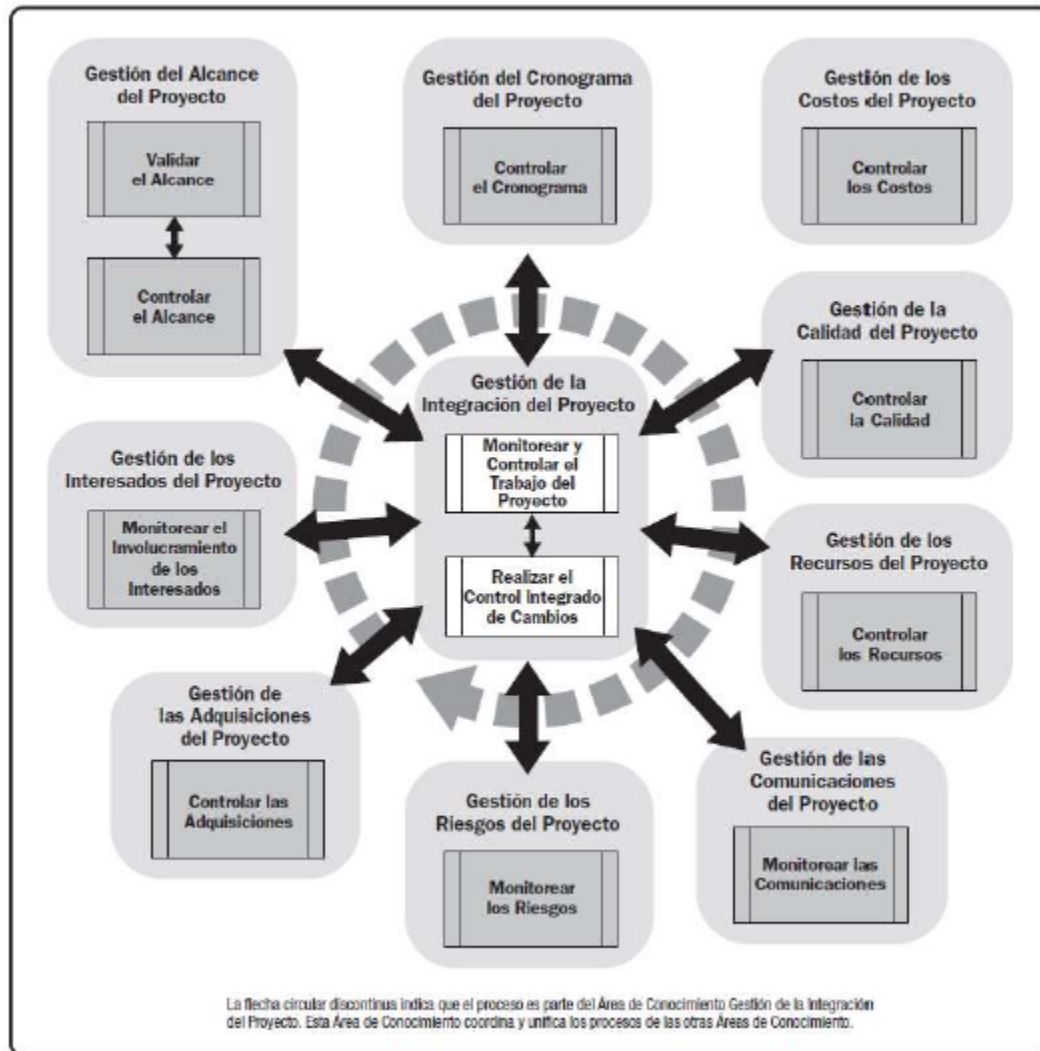 Gestión del Alcance
del Proyecto
Validar
el Alcance
Controlar
el Alcance
Gestión del Cronograma
del Proyecto
Controlar
el Cronograma
Gestión de los
Costos del Proyecto
Controlar
los Costos
Gestión de la
Calidad del Proyecto
Controlar
la Calidad
Gestión de la
Integración del Proyecto
Monitorear y
Controlar el
Trabajo del
Proyecto
Realizar el
Control Integrado
de Cambios
Gestión de los
Interesados del Proyecto
Monitorear el
Involucramiento
de los
Interesados
Gestión de los
Recursos del Proyecto
Controlar
los Recursos
Gestión de
las Adquisiciones
del Proyecto
Controlar las
Adquisiciones
Gestión de los
Riesgos del Proyecto
Monitorear
los Riesgos
Gestión de las
Comunicaciones
del Proyecto
Monitorear las
Comunicaciones
La flecha circular discontinua indica que el proceso es parte del Área de Conocimiento Gestión de la Integración
del Proyecto. Esta Área de Conocimiento coordina y unifica los procesos de las otras Áreas de Conocimiento.